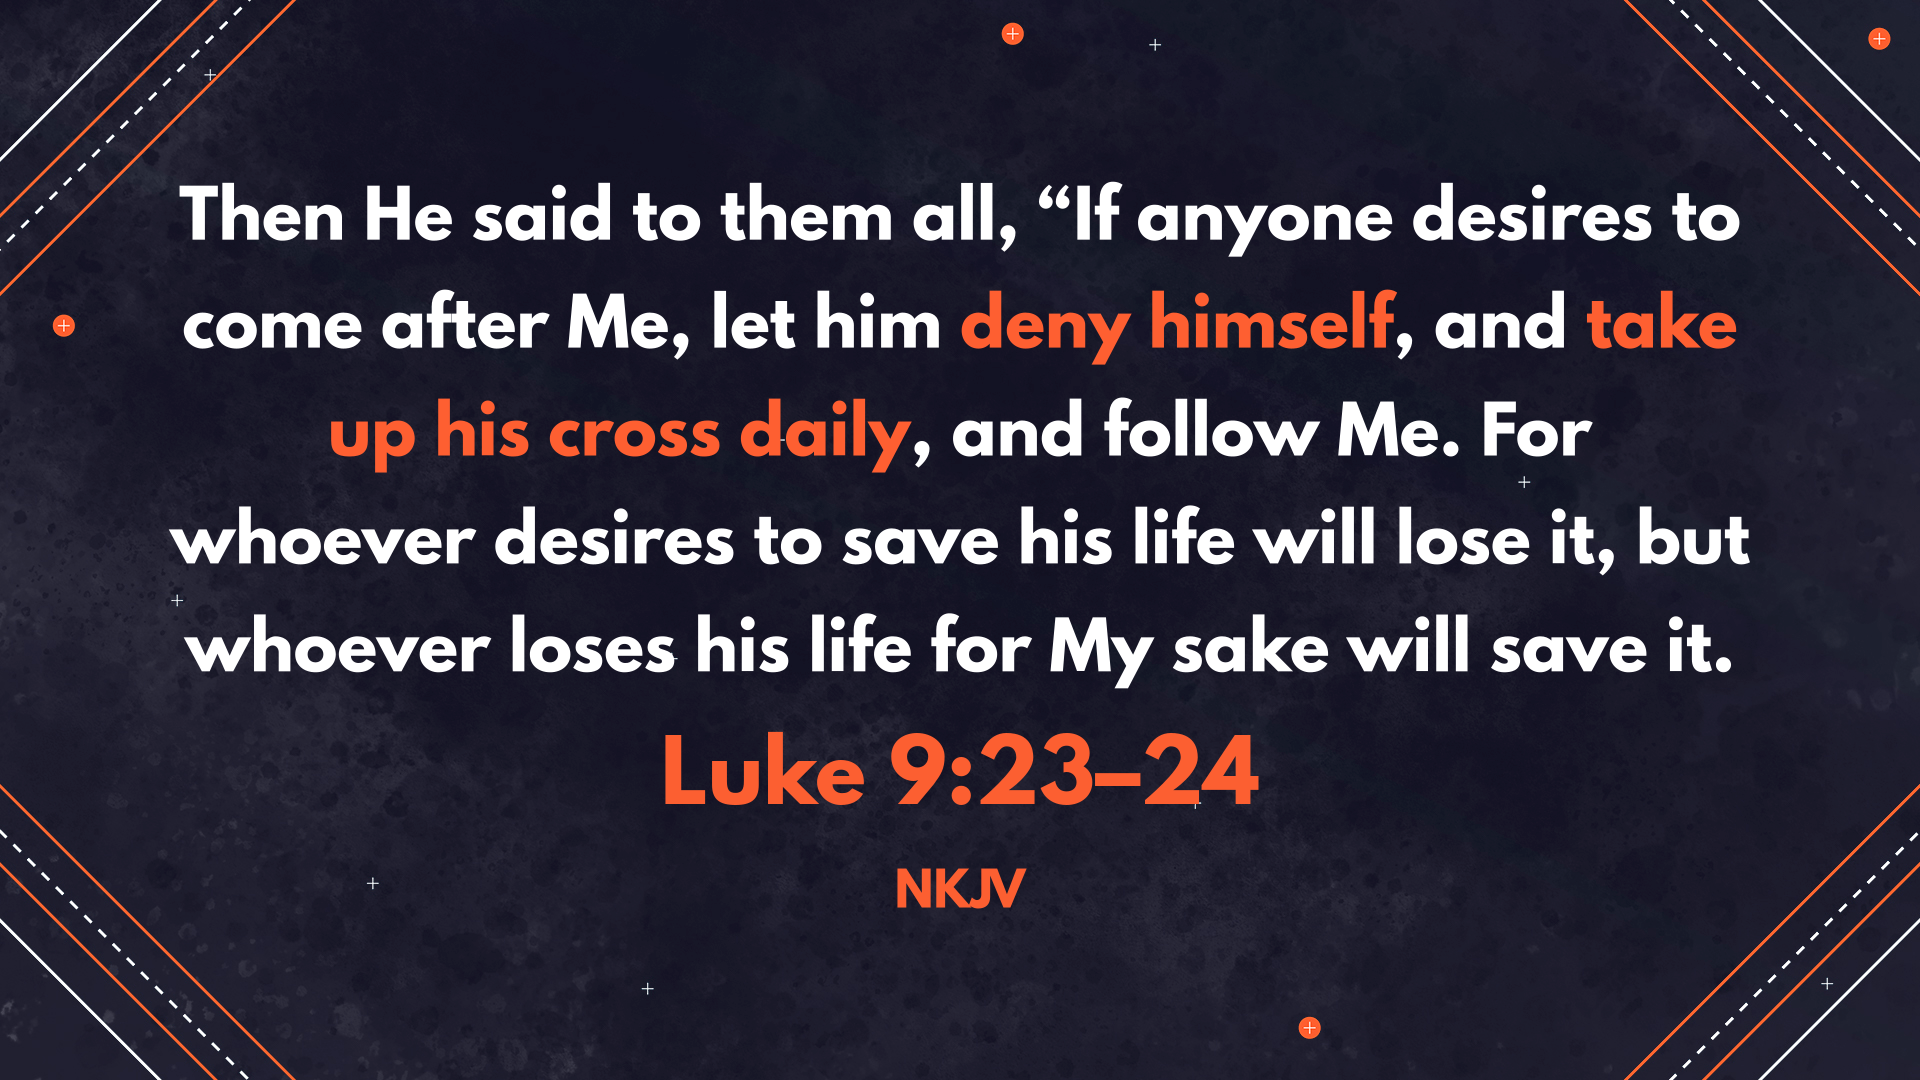 Then He said to them all, “If anyone desires to
come after Me, let him deny himself, and take
up his cross daily, and follow Me. For
whoever desires to save his life will lose it, but
whoever loses his life for My sake will save it.
Luke 9:23–24
NKJV